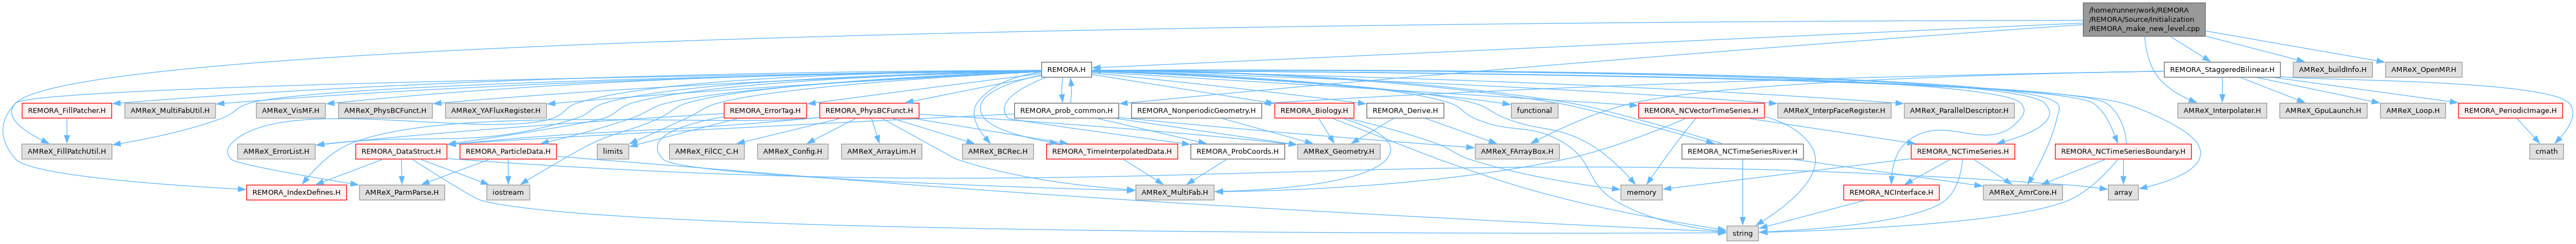 /home/runner/work/REMORA
/REMORA/Source/Initialization
/REMORA_make_new_level.cpp
REMORA.H
REMORA_StaggeredBilinear.H
AMReX_buildInfo.H
AMReX_OpenMP.H
REMORA_FillPatcher.H
AMReX_MultiFabUtil.H
AMReX_VisMF.H
AMReX_PhysBCFunct.H
AMReX_YAFluxRegister.H
REMORA_ErrorTag.H
REMORA_PhysBCFunct.H
REMORA_prob_common.H
REMORA_NonperiodicGeometry.H
REMORA_Biology.H
REMORA_Derive.H
functional
REMORA_NCVectorTimeSeries.H
AMReX_InterpFaceRegister.H
AMReX_ParallelDescriptor.H
AMReX_Interpolater.H
AMReX_GpuLaunch.H
AMReX_Loop.H
REMORA_PeriodicImage.H
AMReX_FillPatchUtil.H
AMReX_ErrorList.H
REMORA_DataStruct.H
REMORA_ParticleData.H
limits
AMReX_FilCC_C.H
AMReX_Config.H
AMReX_ArrayLim.H
AMReX_BCRec.H
REMORA_TimeInterpolatedData.H
REMORA_ProbCoords.H
AMReX_Geometry.H
AMReX_FArrayBox.H
REMORA_NCTimeSeriesRiver.H
REMORA_NCTimeSeries.H
REMORA_NCTimeSeriesBoundary.H
cmath
REMORA_IndexDefines.H
AMReX_ParmParse.H
iostream
AMReX_MultiFab.H
memory
REMORA_NCInterface.H
AMReX_AmrCore.H
array
string